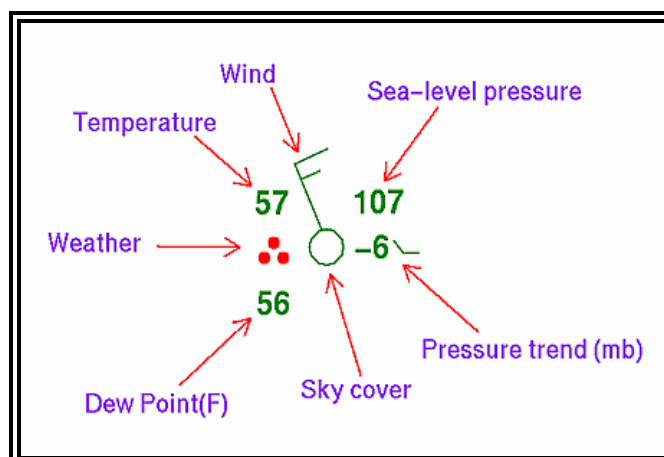 Wind
Sea-level pressure
Temperature
57
107
Weather
-6
56
Pressure trend (mb)
Sky cover
Dew Point(F)